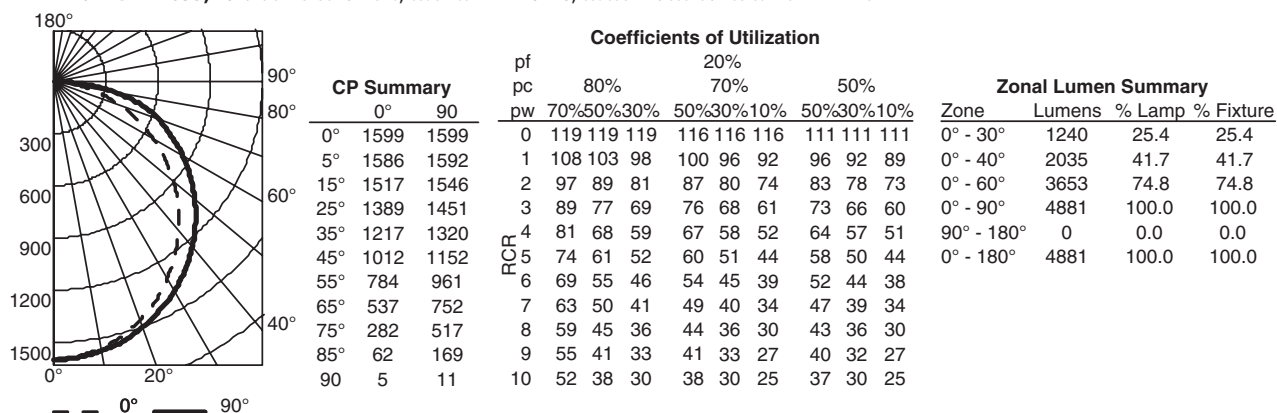 180°
90°
80°
60°
40°
300
600
900
1200
1500
0° 20°
0° 90°
CP Summary
0° 90
0° 1599 1599
5° 1586 1592
15° 1517 1546
25° 1389 1451
35° 1217 1320
45° 1012 1152
55° 784 961
65° 537 752
75° 282 517
85° 62 169
90 5 11
Coefficients of Utilization
pf 20%
pc 80% 70% 50%
pw 70%50%30% 50%30%10% 50%30%10%
RCR
0 119 119 119 116 116 116 111 111 111
1 108 103 98 100 96 92 96 92 89
2 97 89 81 87 80 74 83 78 73
3 89 77 69 76 68 61 73 66 60
4 81 68 59 67 58 52 64 57 51
5 74 61 52 60 51 44 58 50 44
6 69 55 46 54 45 39 52 44 38
7 63 50 41 49 40 34 47 39 34
8 59 45 36 44 36 30 43 36 30
9 55 41 33 41 33 27 40 32 27
10 52 38 30 38 30 25 37 30 25
Zonal Lumen Summary
Zone Lumens % Lamp % Fixture
0° - 30° 1240 25.4 25.4
0° - 40° 2035 41.7 41.7
0° - 60° 3653 74.8 74.8
0° - 90° 4881 100.0 100.0
90° - 180° 0 0.0 0.0
0° - 180° 4881 100.0 100.0